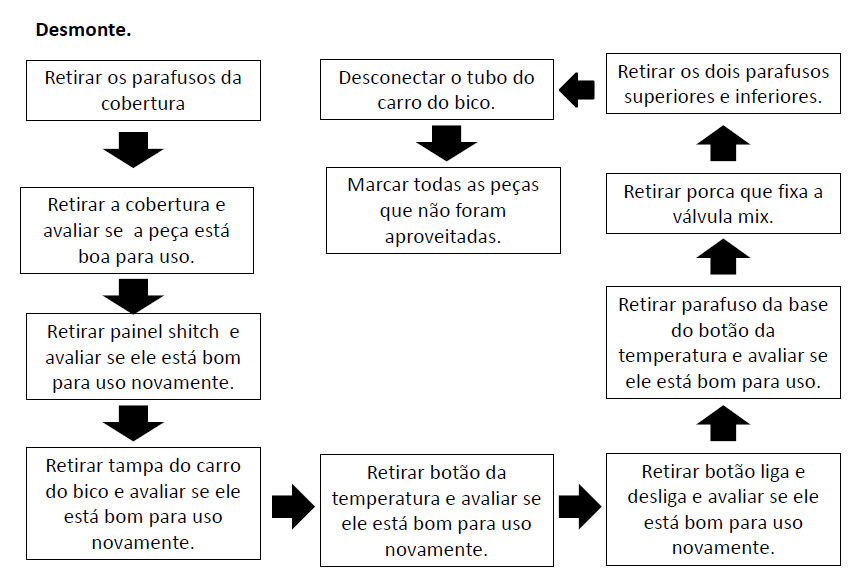 Desmonte.
Retirar os parafusos da
cobertura
Retirar a cobertura e
avaliar se a peça está
boa para uso.
Retirar painel shitch e
avaliar se ele está bom
para uso novamente.
Retirar tampa do carro
do bico e avaliar se ele
está bom para uso
novamente.
Retirar botão da
temperatura e avaliar se
ele está bom para uso
novamente.
Retirar botão liga e
desliga e avaliar se ele
está bom para uso
novamente.
Retirar parafuso da base
do botão da
temperatura e avaliar se
ele está bom para uso.
Retirar porca que fixa a
válvula mix.
Retirar os dois parafusos
superiores e inferiores.
Desconectar o tubo do
carro do bico.
Marcar todas as peças
que não foram
aproveitadas.